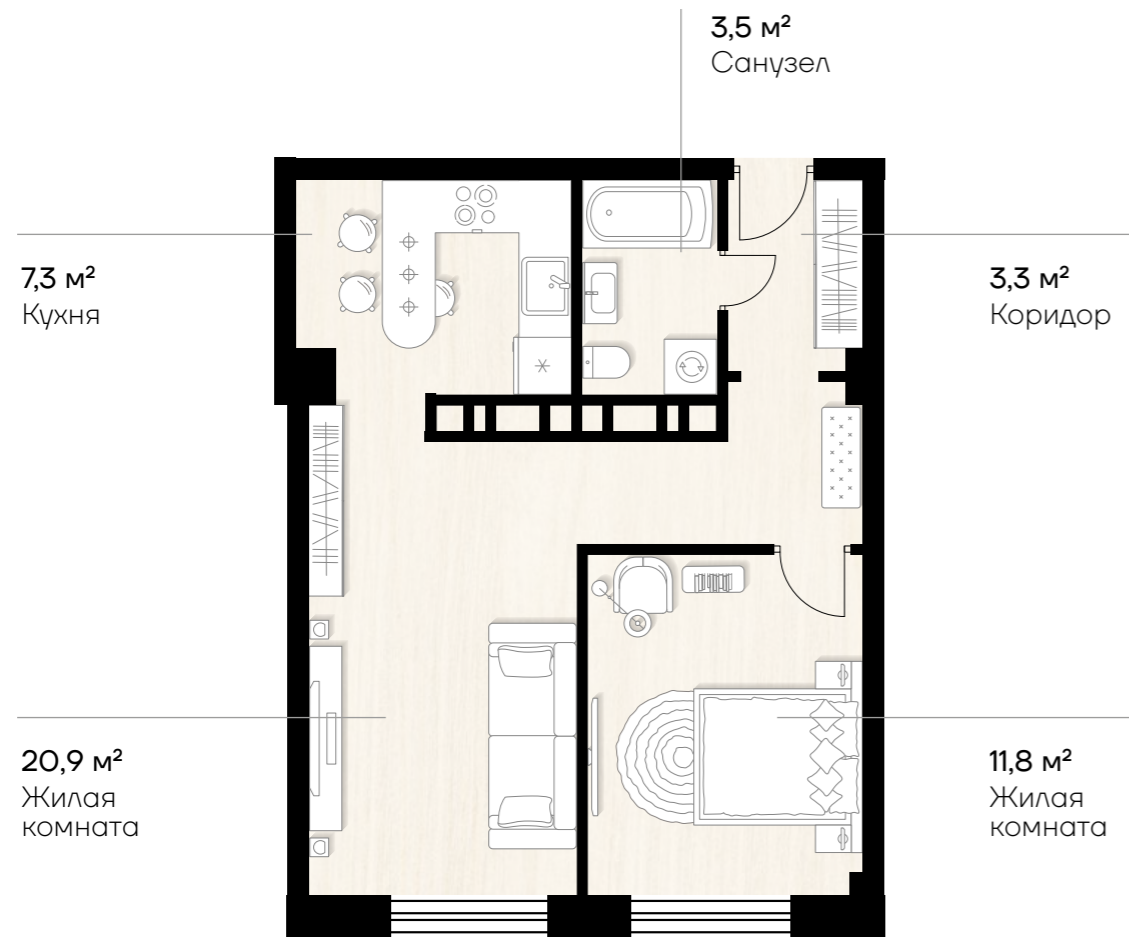 3,5 м²
Санузел
7,3 м²
Кухня
3,3 м²
Коридор
20,9 м²
Жилая
комната
11,8 м²
Жилая
комната